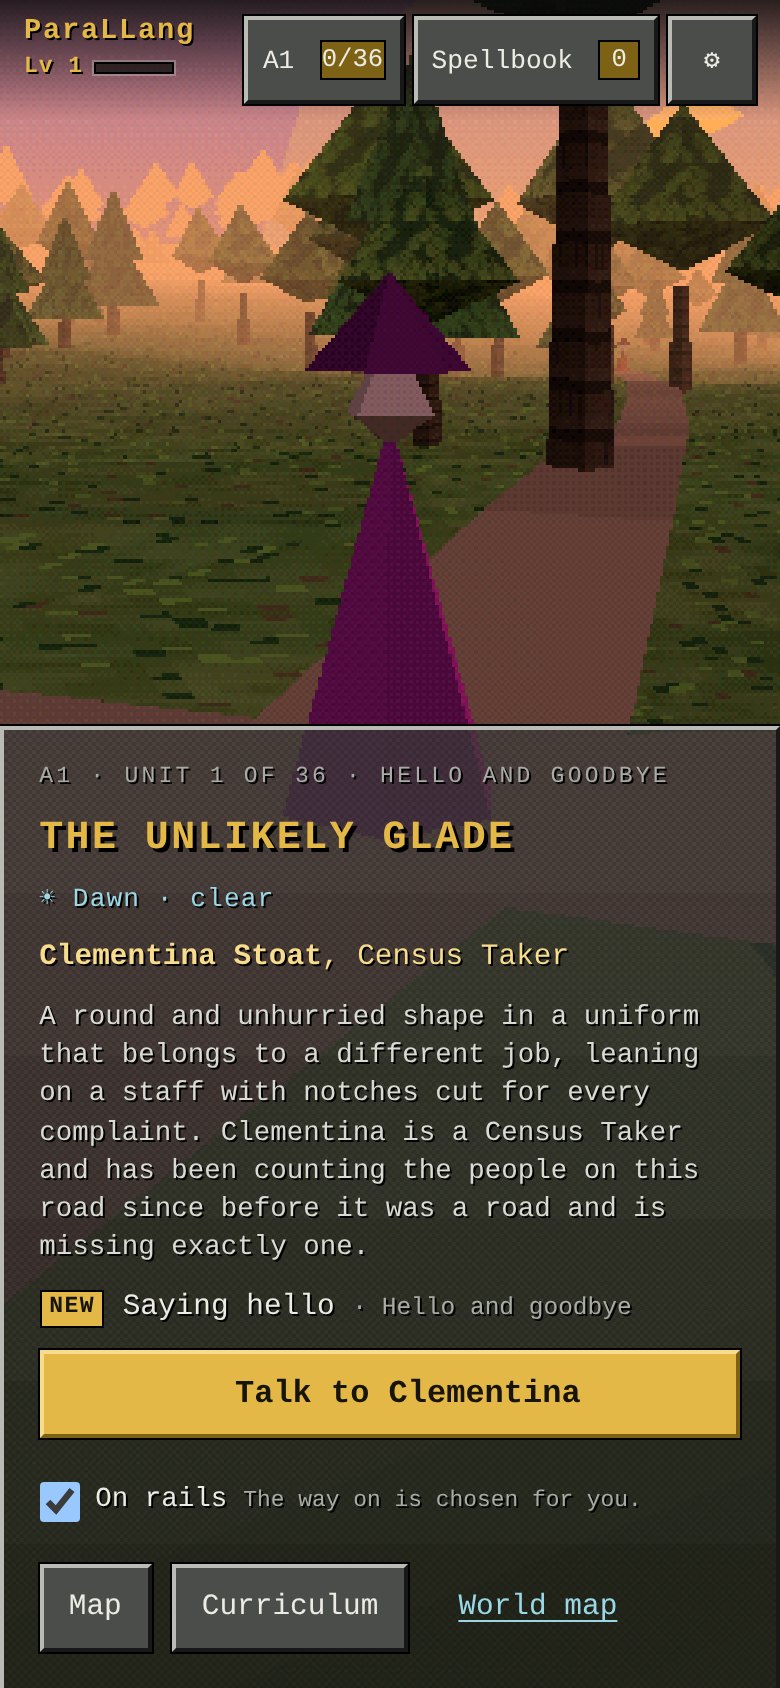 ParaLLang
Lv 1
A1 0/36
Spellbook 0
⚙
A1 · UNIT 1 OF 36 · HELLO AND GOODBYE
THE UNLIKELY GLADE
☀ Dawn · clear
Clementina Stoat, Census Taker
A round and unhurried shape in a uniform
that belongs to a different job, leaning
on a staff with notches cut for every
complaint. Clementina is a Census Taker
and has been counting the people on this
road since before it was a road and is
missing exactly one.
NEW Saying hello · Hello and goodbye
Talk to Clementina
On rails The way on is chosen for you.
Map Curriculum World map